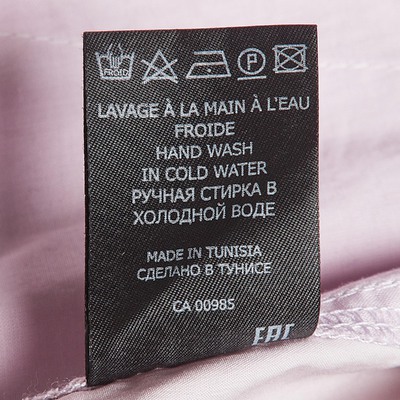 FROID P
LAVAGE À LA MAIN À L'EAU
FROIDE
HAND WASH
IN COLD WATER
РУЧНАЯ СТИРКА В
ХОЛОДНОЙ ВОДЕ
MADE IN TUNISIA
СДЕЛАНО В ТУНИСЕ
CA 00985
EAC